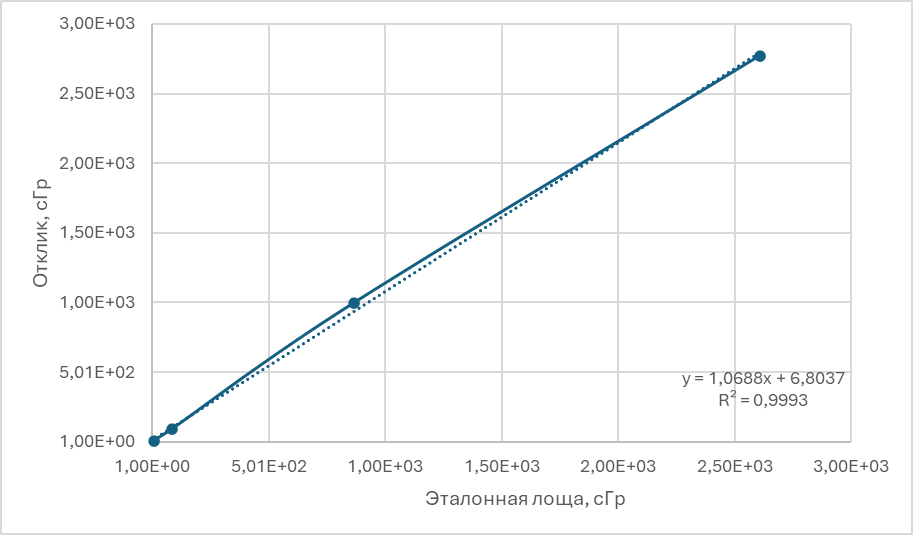 3,00E+03
2,50E+03
2,00E+03
1,50E+03
1,00E+03
5,01E+02
1,00E+00
Отклик, сГр
y = 1,0688x + 6,8037
R² = 0,9993
1,00E+00 5,01E+02 1,00E+03 1,50E+03 2,00E+03 2,50E+03 3,00E+03
Эталонная лоща, сГр